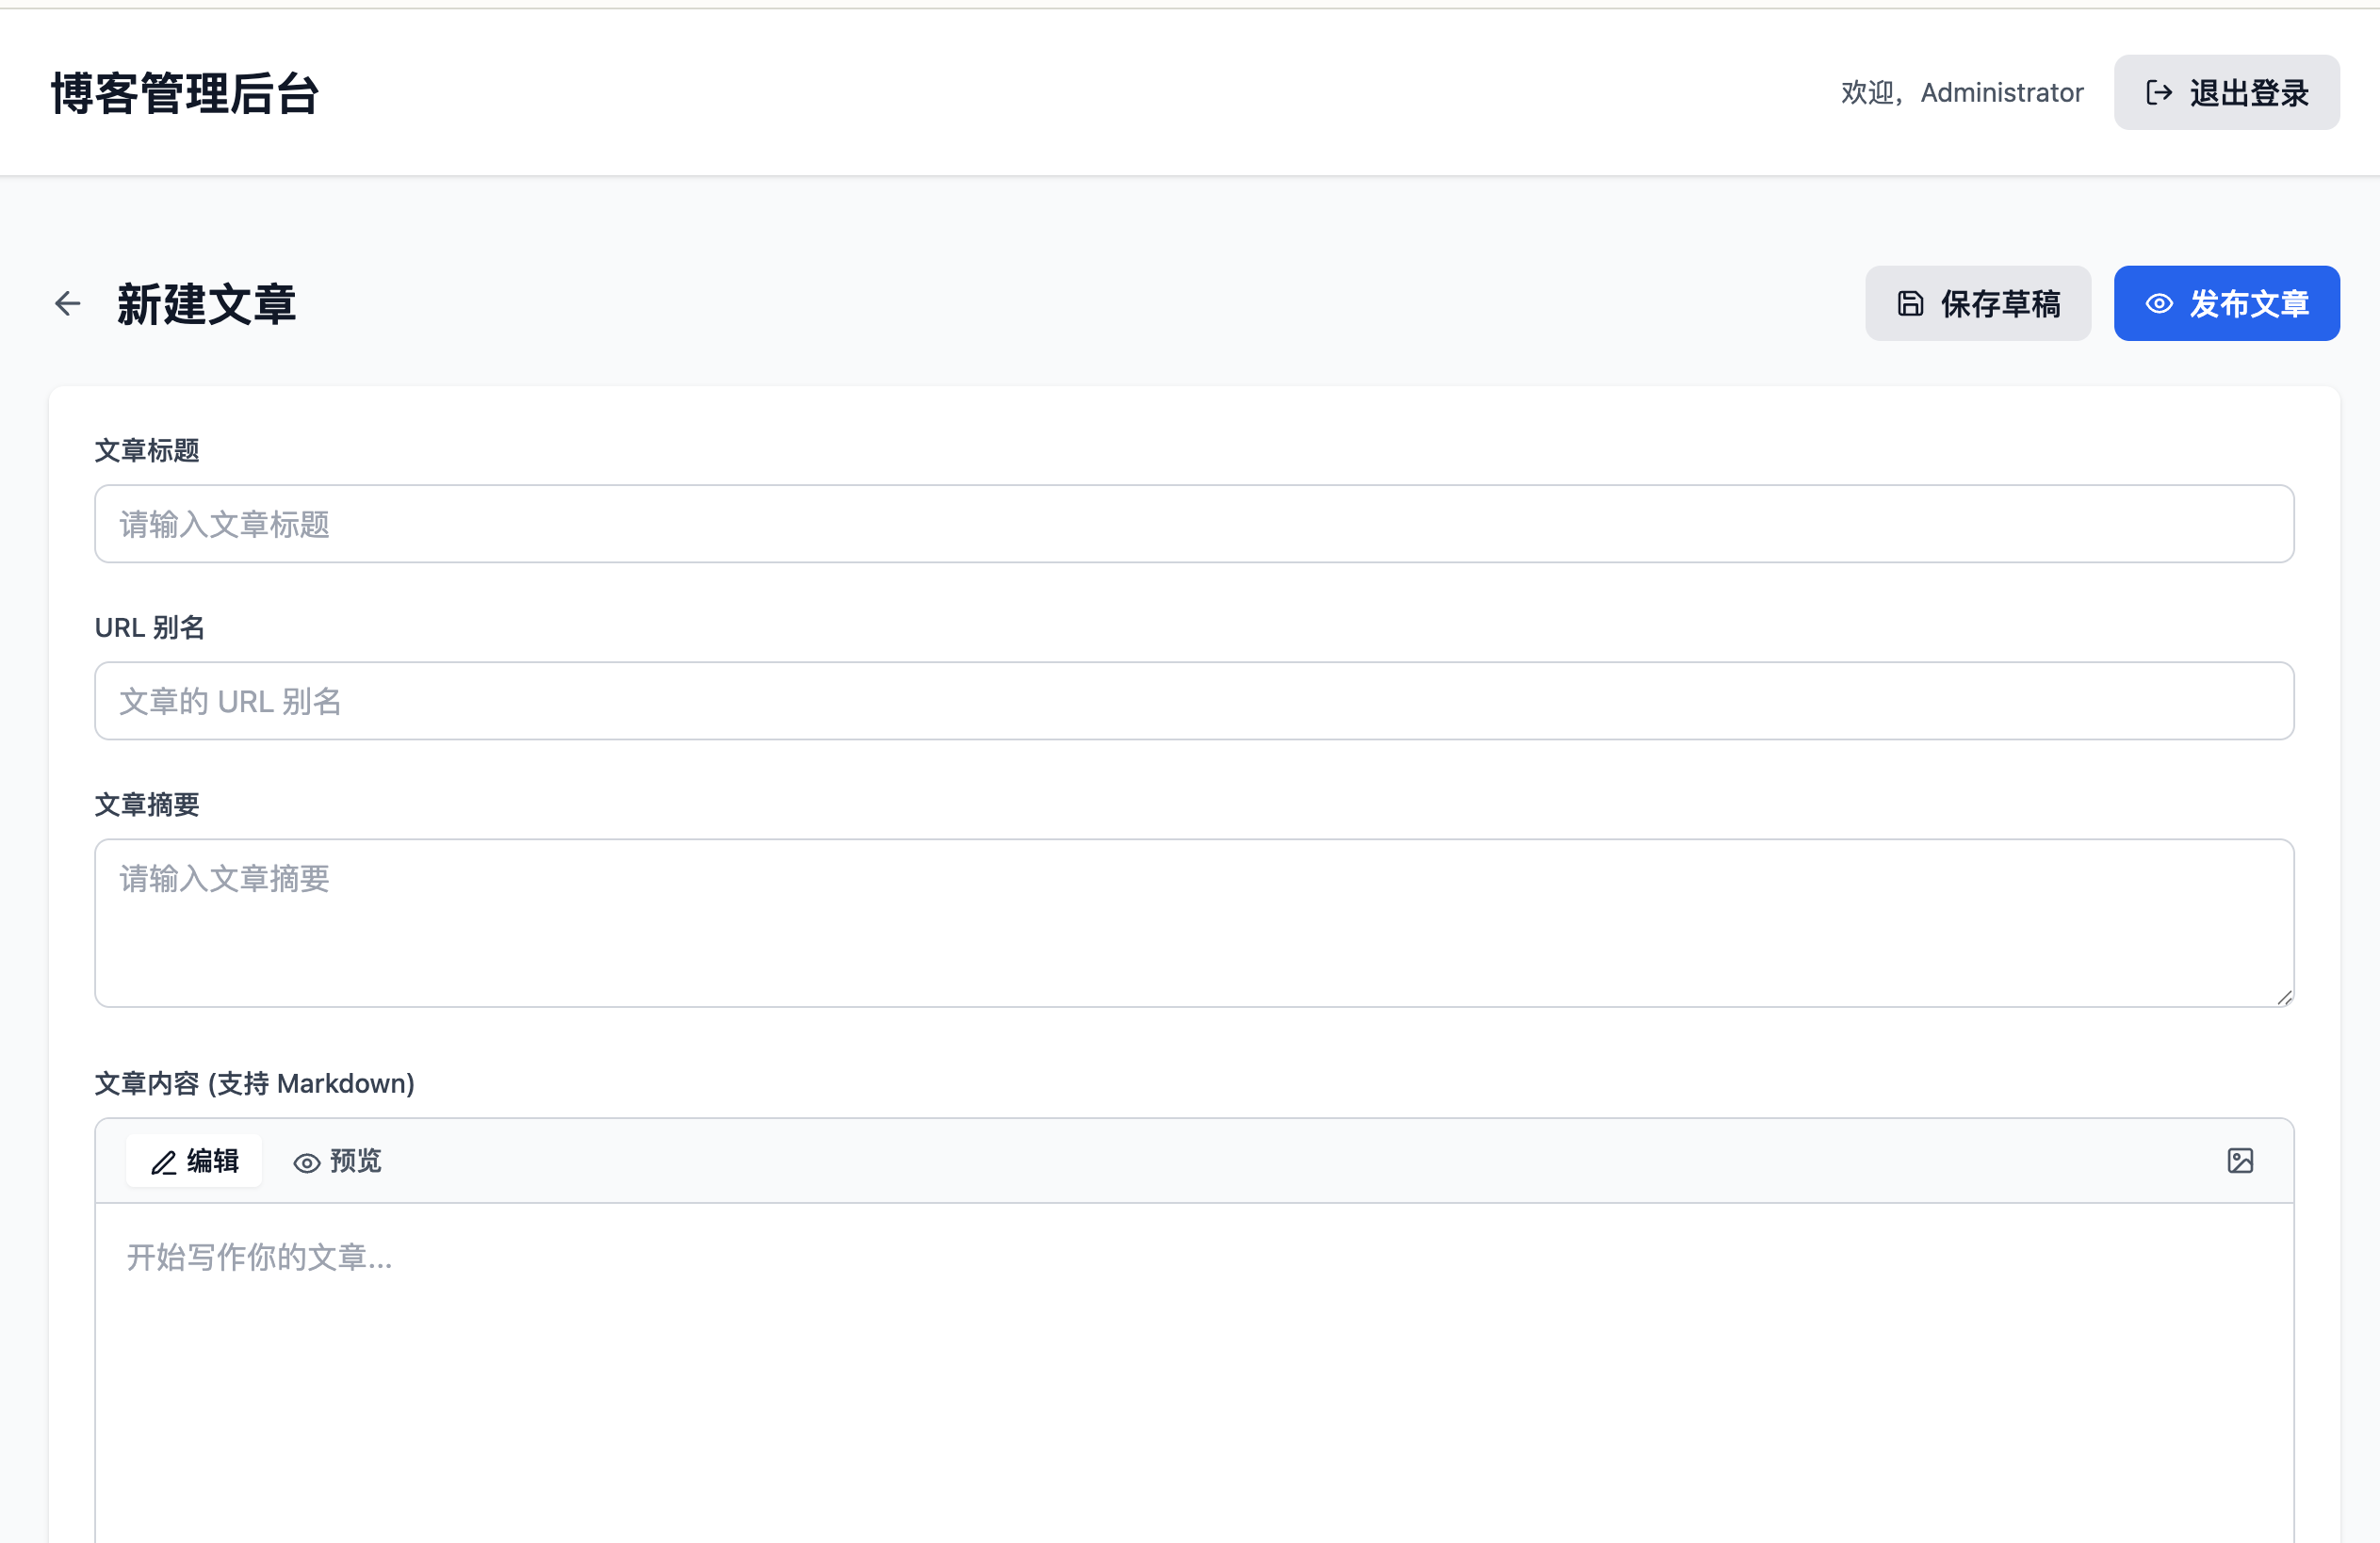 博客管理后台
欢迎，Administrator
退出登录
新建文章
保存草稿
发布文章
文章标题
请输入文章标题
URL 别名
文章的 URL 别名
文章摘要
请输入文章摘要
文章内容 (支持 Markdown)
编辑
预览
开始写作你的文章...